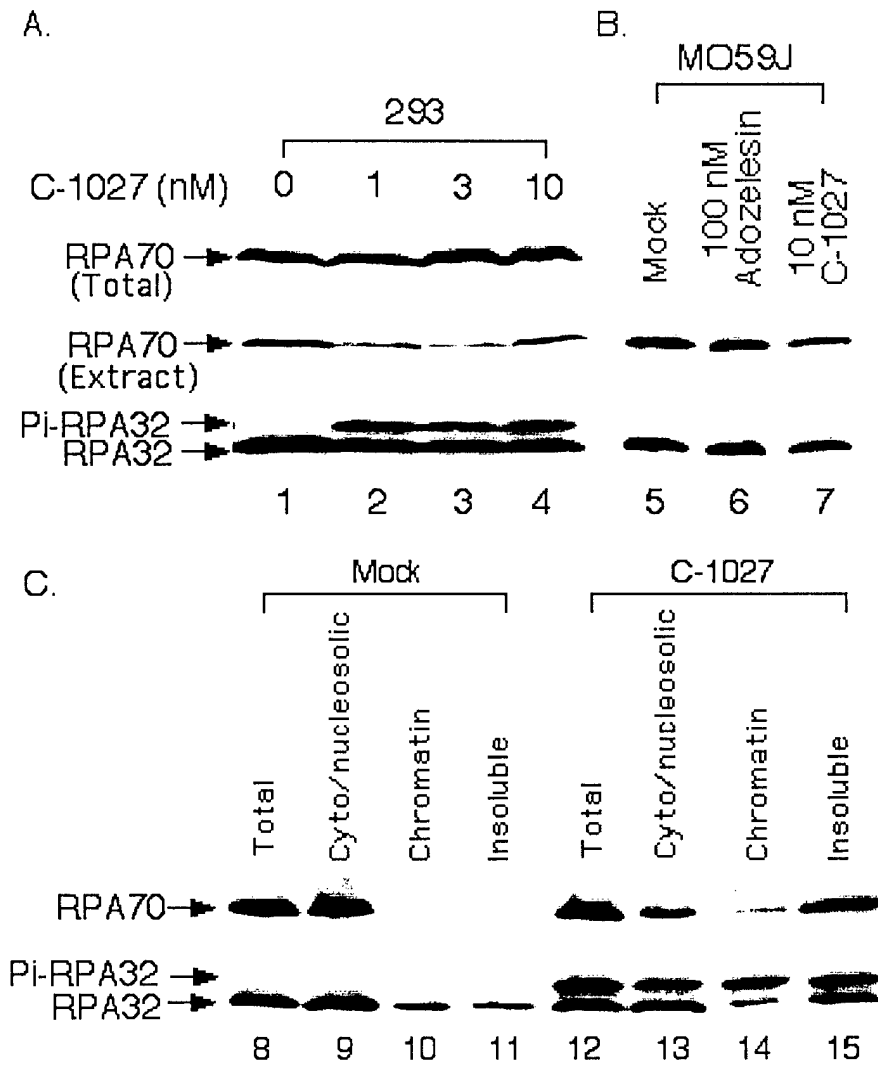 A.
293
C-1027 (nM) 0 1 3 10
RPA70
(Total)
RPA70
(Extract)
Pi-RPA32
RPA32
1 2 3 4
B.
MO59J
Mock
100 nM
Adozelesin
10 nM
C-1027
5 6 7
C.
Mock
C-1027
Total
Cyto/nucleosolic
Chromatin
Insoluble
Total
Cyto/nucleosolic
Chromatin
Insoluble
RPA70
Pi-RPA32
RPA32
8 9 10 11 12 13 14 15